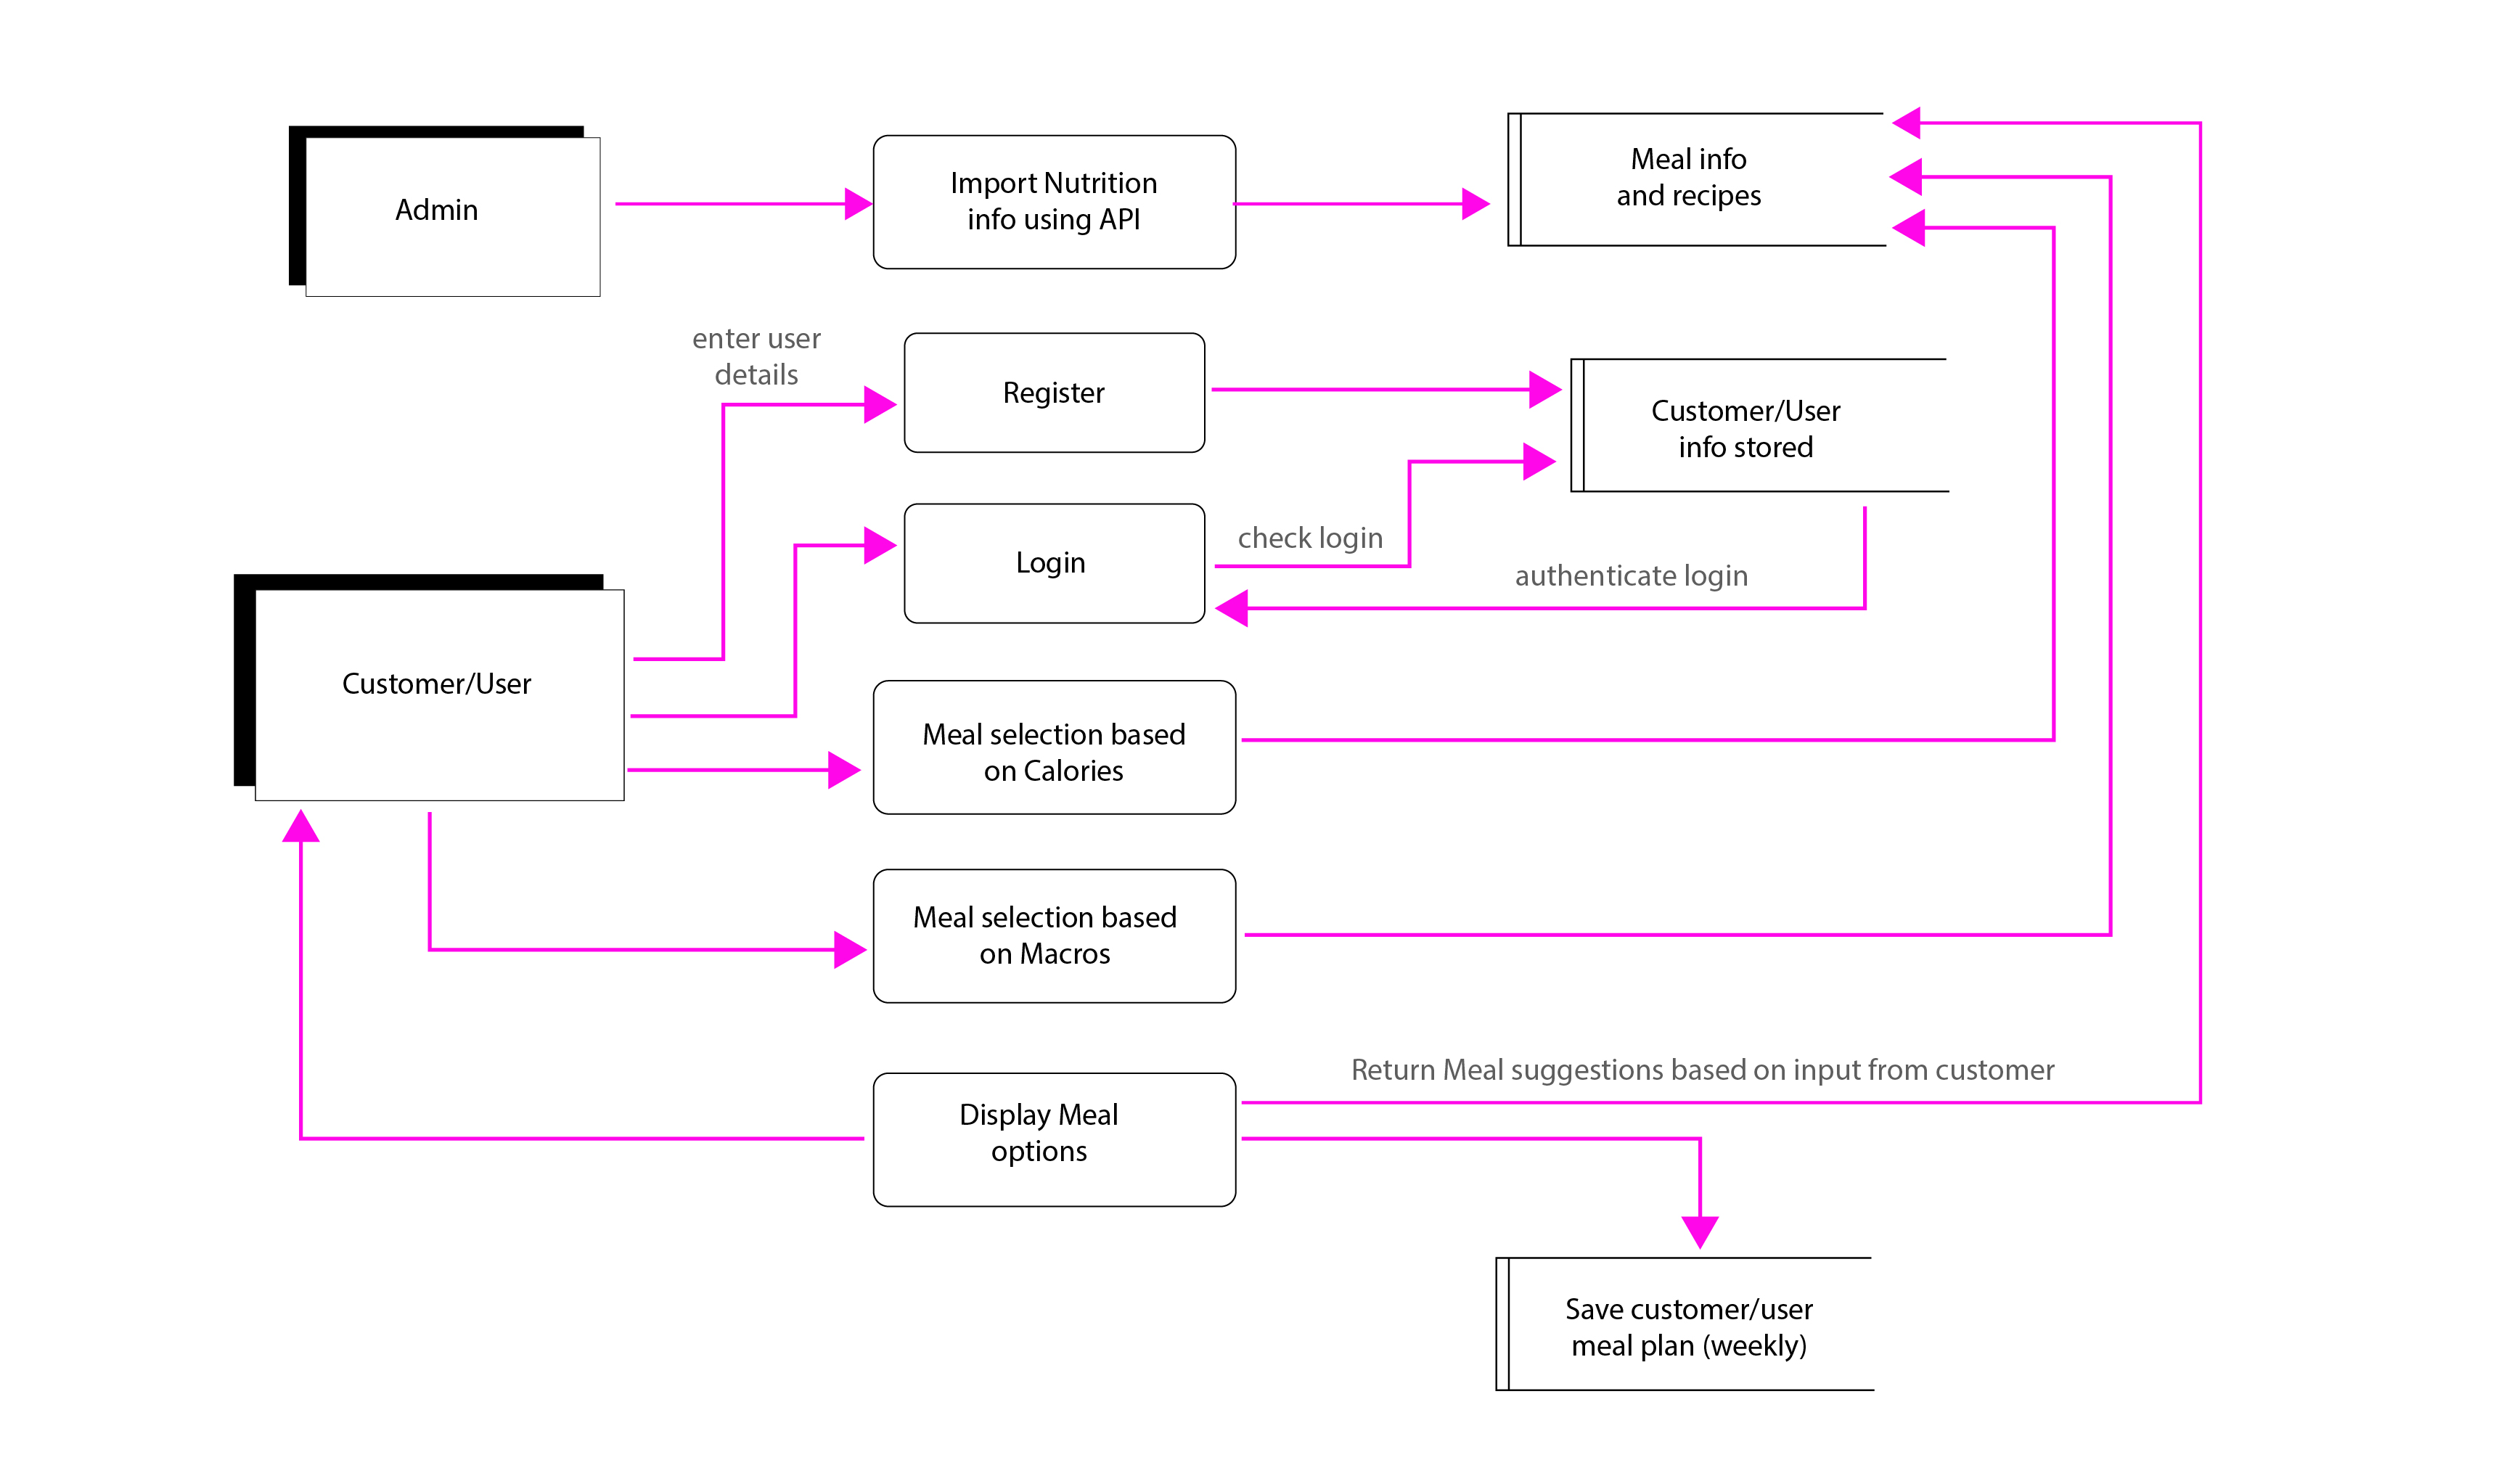 Admin
Import Nutrition
info using API
Meal info
and recipes
enter user
details
Register
Customer/User
info stored
Login
check login
authenticate login
Customer/User
Meal selection based
on Calories
Meal selection based
on Macros
Return Meal suggestions based on input from customer
Display Meal
options
Save customer/user
meal plan (weekly)